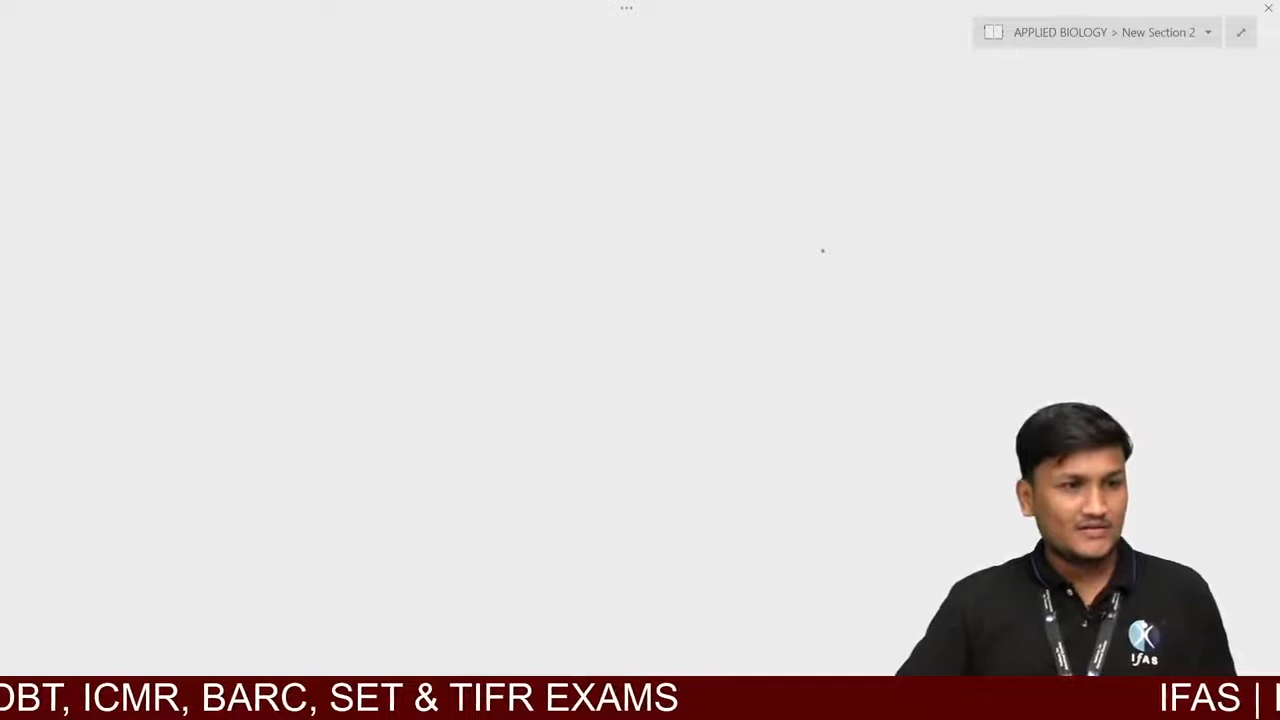 APPLIED BIOLOGY > New Section 2
IFAS
DBT, ICMR, BARC, SET & TIFR EXAMS
IFAS |